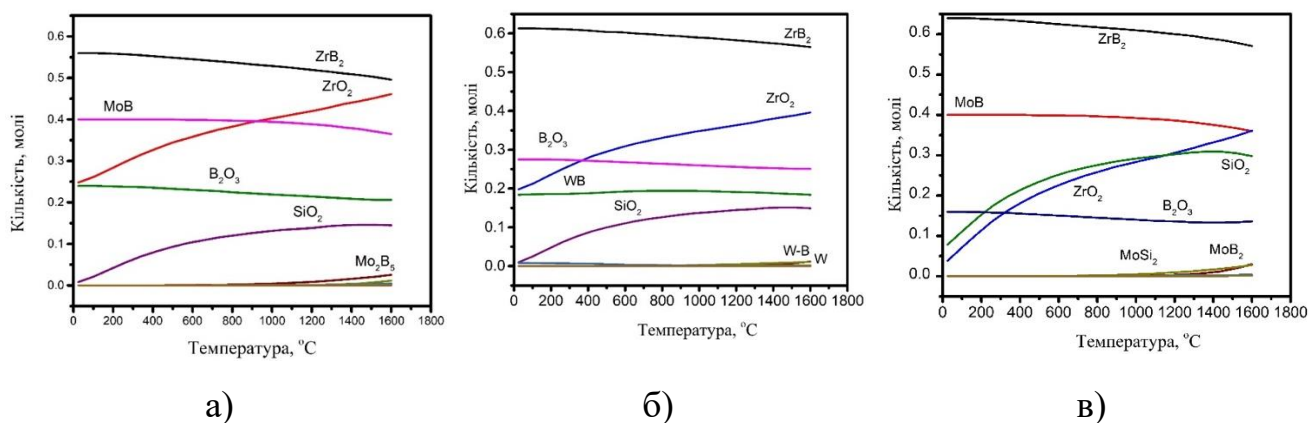 Кількість, молі
0.6
0.5
0.4
0.3
0.2
0.1
0.0
ZrB₂
ZrO₂
MoB
B₂O₃
SiO₂
Mo₂B₅
0 200 400 600 800 1000 1200 1400 1600 1800
Температура, °C
а)
Кількість, молі
0.6
0.5
0.4
0.3
0.2
0.1
0.0
ZrB₂
ZrO₂
B₂O₃
WB
SiO₂
W-B
W
0 200 400 600 800 1000 1200 1400 1600 1800
Температура, °C
б)
Кількість, молі
0.6
0.5
0.4
0.3
0.2
0.1
0.0
ZrB₂
MoB
SiO₂
ZrO₂
B₂O₃
MoSi₂
MoB₂
0 200 400 600 800 1000 1200 1400 1600 1800
Температура, °C
в)